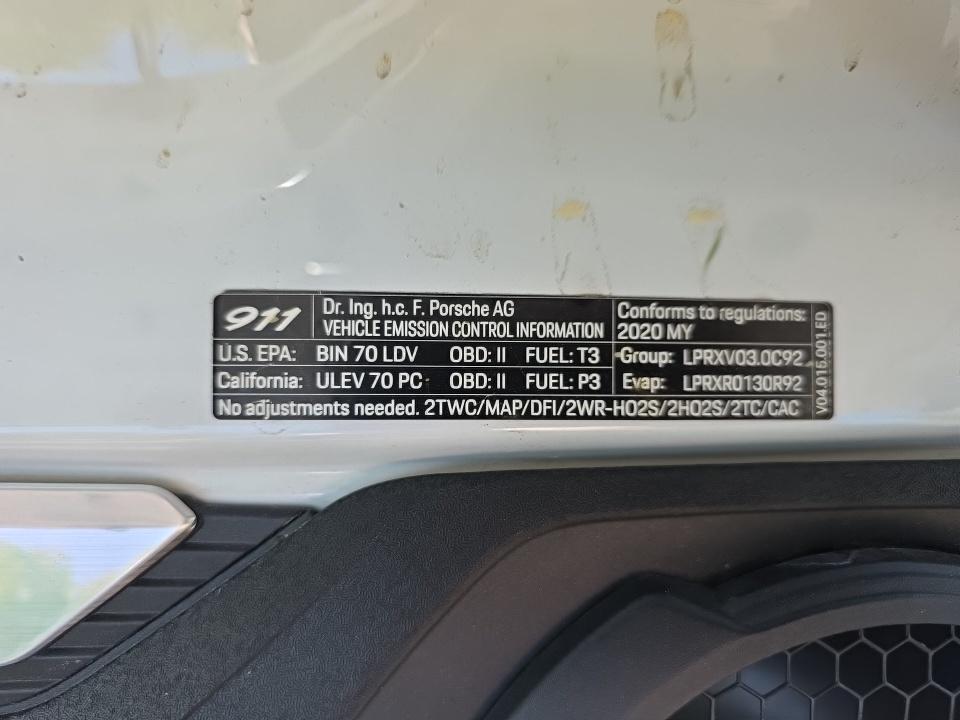 911
Dr. Ing. h.c. F. Porsche AG
VEHICLE EMISSION CONTROL INFORMATION
Conforms to regulations:
2020 MY
U.S. EPA: BIN 70 LDV OBD: II FUEL: T3
Group: LPRXV03.0C92
California: ULEV 70 PC OBD: II FUEL: P3
Evap: LPRXR0130R92
No adjustments needed. 2TWC/MAP/DFI/2WR-HO2S/2HO2S/2TC/CAC
V04.015.001.ED